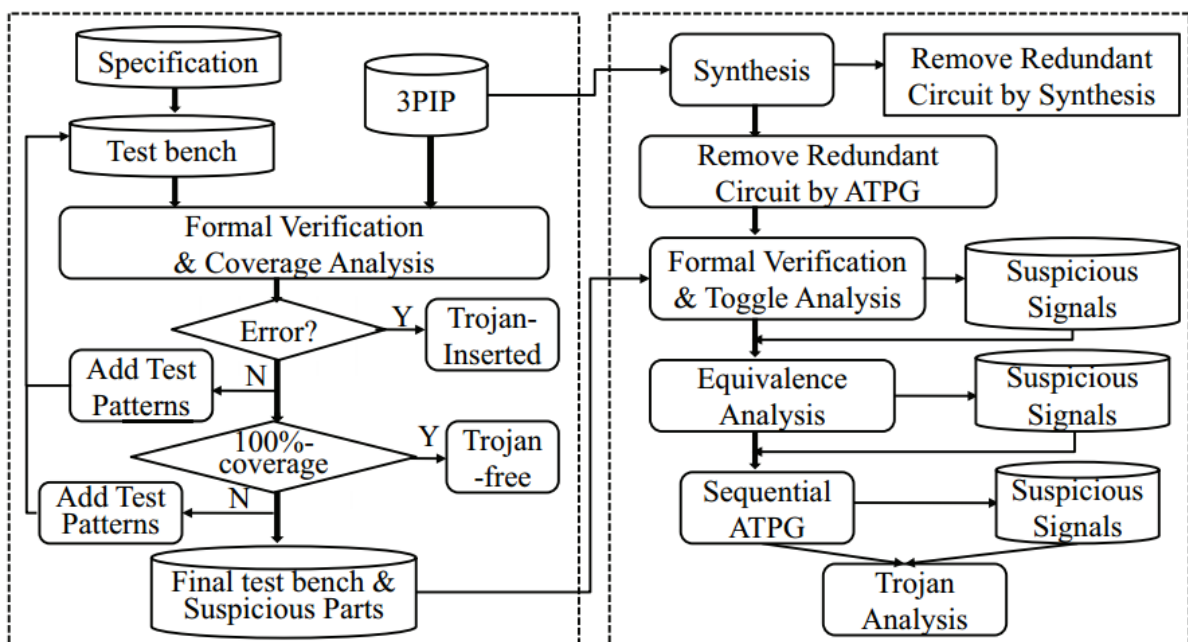 Specification
3PIP
Test bench
Formal Verification
& Coverage Analysis
Error?
Y
Trojan-
Inserted
N
Add Test
Patterns
100%-
coverage
Y
Trojan
-free
N
Add Test
Patterns
Final test bench &
Suspicious Parts
Synthesis
Remove Redundant
Circuit by Synthesis
Remove Redundant
Circuit by ATPG
Formal Verification
& Toggle Analysis
Suspicious
Signals
Equivalence
Analysis
Suspicious
Signals
Sequential
ATPG
Suspicious
Signals
Trojan
Analysis